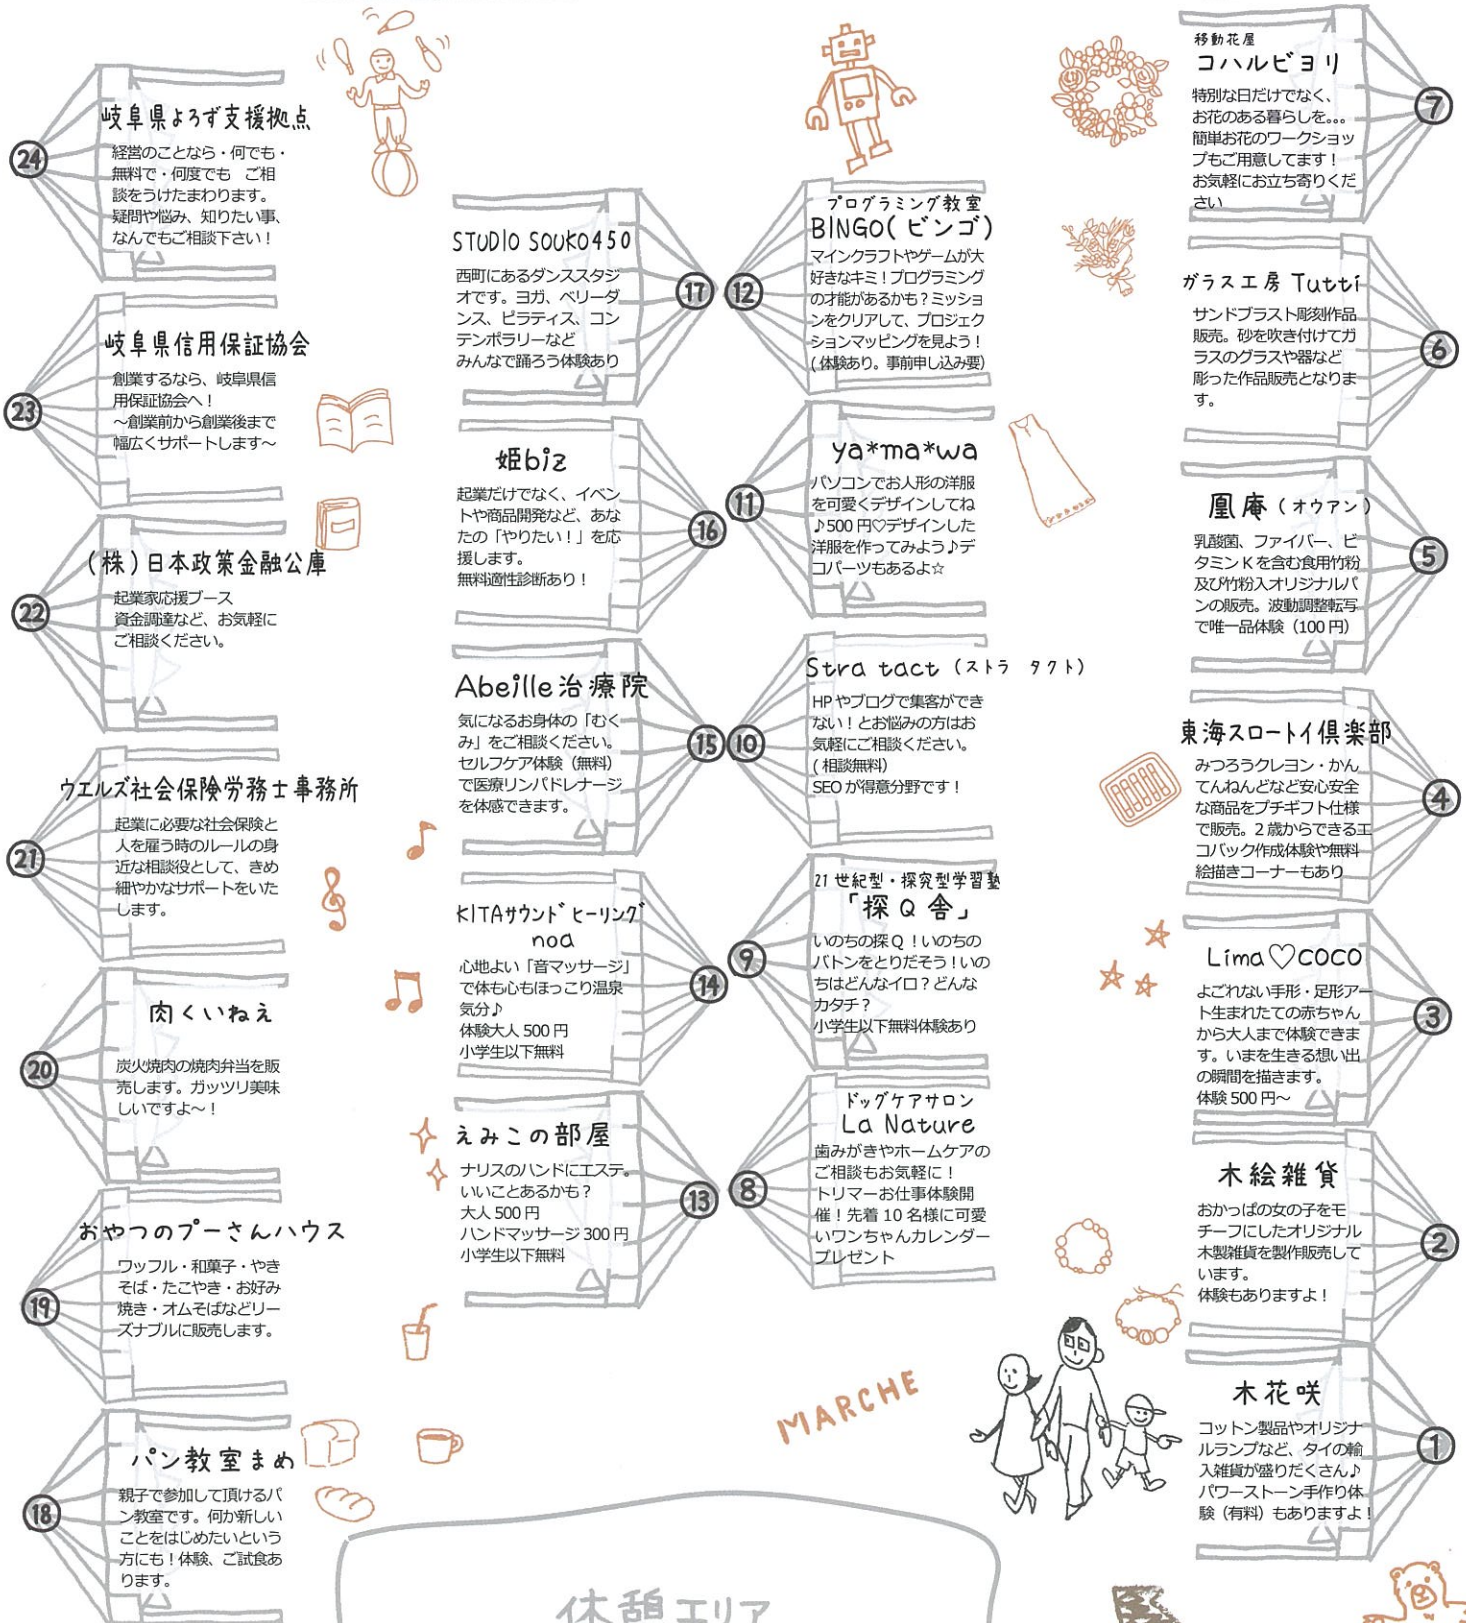 岐阜県よろず支援拠点
経営のことなら・何でも・
無料で・何度でも　ご相
談をうけたまわります。
疑問や悩み、知りたい事、
なんでもご相談下さい！
24
岐阜県信用保証協会
創業するなら、岐阜県信
用保証協会へ！
～創業前から創業後まで
幅広くサポートします～
23
（株）日本政策金融公庫
起業家応援ブース
資金調達など、お気軽に
ご相談ください。
22
ウエルズ社会保険労務士事務所
起業に必要な社会保険と
人を雇う時のルールの身
近な相談役として、きめ
細やかなサポートをいた
します。
21
肉くいねえ
炭火焼肉の焼肉弁当を販
売します。ガッツリ美味
しいですよ～！
20
おやつのプーさんハウス
ワッフル・和菓子・やき
そば・たこやき・お好み
焼き・オムそばなどリー
ズナブルに販売します。
19
パン教室まめ
親子で参加して頂けるパ
ン教室です。何か新しい
ことをはじめたいという
方にも！体験、ご試食あ
ります。
18
STUDIO SOUKO450
西町にあるダンススタジ
オです。ヨガ、ベリーダ
ンス、ピラティス、コン
テンポラリーなど
みんなで踊ろう体験あり
17
姫biz
起業だけでなく、イベン
トや商品開発など、あな
たの「やりたい！」を応
援します。
無料適性診断あり！
16
Abeille治療院
気になるお身体の「むく
み」をご相談ください。
セルフケア体験（無料）
で医療リンパドレナージ
を体感できます。
15
KITAサウンドヒーリング
noa
心地よい「音マッサージ」
で体も心もほっこり温泉
気分♪
体験大人 500 円
小学生以下無料
14
えみこの部屋
ナリスのハンドにエステ。
いいことあるかも？
大人 500 円
ハンドマッサージ 300 円
小学生以下無料
13
プログラミング教室
BINGO(ビンゴ)
マインクラフトやゲームが大
好きなキミ！プログラミング
の才能があるかも？ミッショ
ンをクリアして、プロジェク
ションマッピングを見よう！
(体験あり。事前申し込み要)
12
ya*ma*wa
パソコンでお人形の洋服
を可愛くデザインしてね
♪500 円♡デザインした
洋服を作ってみよう♪デ
コパーツもあるよ☆
11
Stra tact（ストラ　タクト）
HP やブログで集客ができ
ない！とお悩みの方はお
気軽にご相談ください。
(相談無料)
SEO が得意分野です！
10
21世紀型・探究型学習塾
「探Q舎」
いのちの探Q！いのちの
バトンをとりだそう！いの
ちはどんなイロ？どんな
カタチ？
小学生以下無料体験あり
9
ドッグケアサロン
La Nature
歯みがきやホームケアの
ご相談もお気軽に！
トリマーお仕事体験開
催！先着 10 名様に可愛
いワンちゃんカレンダー
プレゼント
8
移動花屋
コハルビヨリ
特別な日だけでなく、
お花のある暮らしを。。。
簡単お花のワークショッ
プもご用意してます！
お気軽にお立ち寄りくだ
さい
7
ガラス工房 Tutti
サンドブラスト彫刻作品
販売。砂を吹き付けてガ
ラスのグラスや器など
彫った作品販売となりま
す。
6
凰庵（オウアン）
乳酸菌、ファイバー、ビ
タミン K を含む食用竹粉
及び竹粉入オリジナルパ
ンの販売。波動調整転写
で唯一品体験（100 円）
5
東海スロートイ倶楽部
みつろうクレヨン・かん
てんねんどなど安心安全
な商品をプチギフト仕様
で販売。2 歳からできるエ
コバック作成体験や無料
絵描きコーナーもあり
4
Lima♡coco
よごれない手形・足形アー
ト生まれたての赤ちゃん
から大人まで体験できま
す。いまを生きる想い出
の瞬間を描きます。
体験 500 円～
3
木絵雑貨
おかっぱの女の子をモ
チーフにしたオリジナル
木製雑貨を製作販売して
います。
体験もありますよ！
2
木花咲
コットン製品やオリジナ
ルランプなど、タイの輸
入雑貨が盛りだくさん♪
パワーストーン手作り体
験（有料）もありますよ！
1
MARCHE
休憩エリア